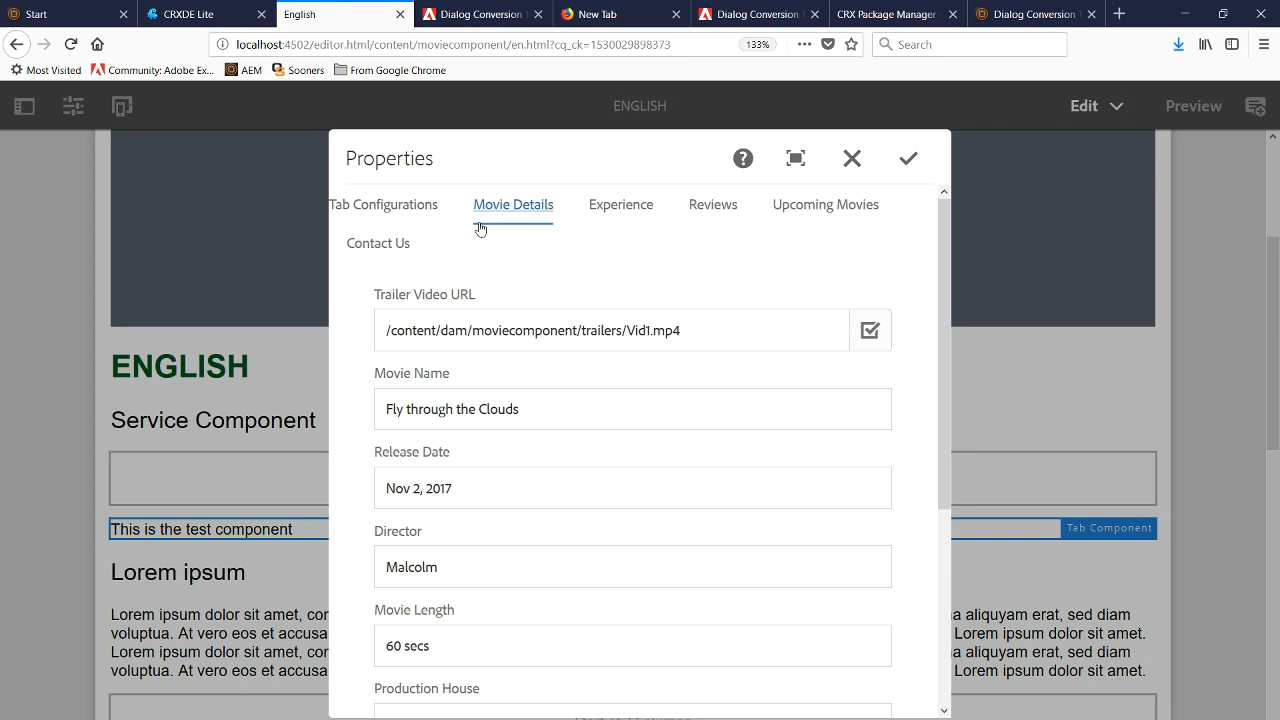 Start
CRXDE Lite
English
Dialog Conversion
New Tab
Dialog Conversion
CRX Package Manager
Dialog Conversion
localhost:4502/editor.html/content/moviecomponent/en.html?cq_ck=1530029898373
133%
Search
Most Visited
Community: Adobe Ex...
AEM
Sooners
From Google Chrome
ENGLISH
Edit
Preview
Properties
Tab Configurations
Movie Details
Experience
Reviews
Upcoming Movies
Contact Us
Trailer Video URL
/content/dam/moviecomponent/trailers/Vid1.mp4
Movie Name
Fly through the Clouds
Release Date
Nov 2, 2017
Director
Malcolm
Movie Length
60 secs
Production House
ENGLISH
Service Component
This is the test component
Tab Component
Lorem ipsum
Lorem ipsum dolor sit amet, cor a aliquyam erat, sed diam
voluptua. At vero eos et accusa Lorem ipsum dolor sit amet.
Lorem ipsum dolor sit amet, cor a aliquyam erat, sed diam
voluptua. At vero eos et accusa Lorem ipsum dolor sit amet.